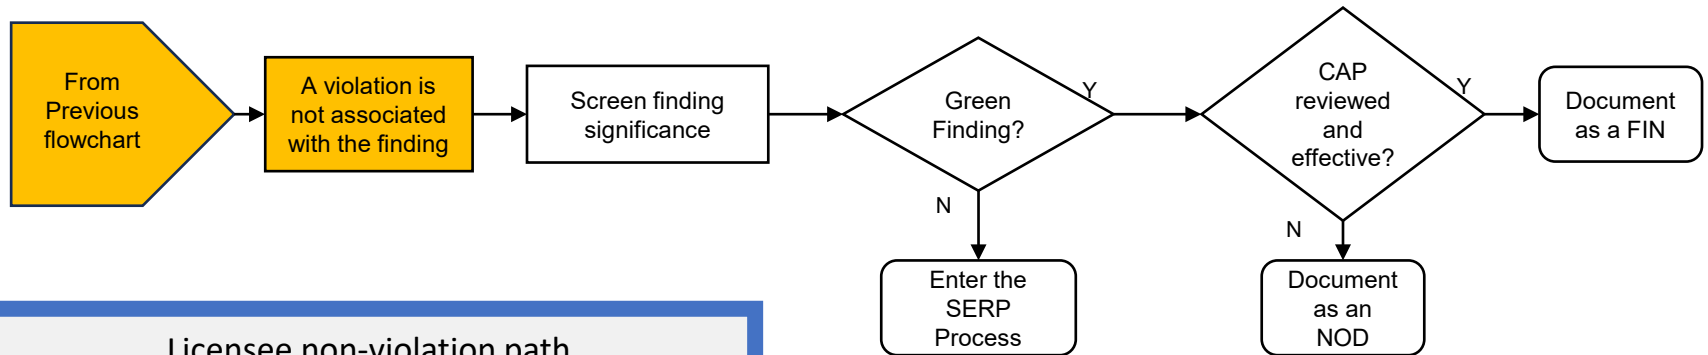 From
Previous
flowchart
A violation is
not associated
with the finding
Screen finding
significance
Green
Finding?
Y
N
CAP
reviewed
and
effective?
Y
N
Document
as a FIN
Enter the
SERP
Process
Document
as an
NOD
Licensee non-violation path